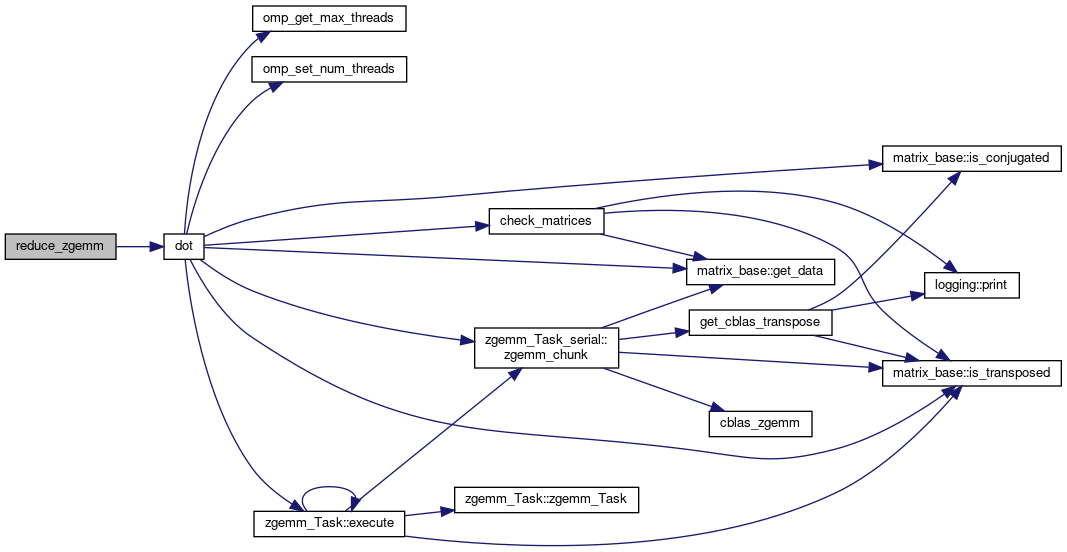 omp_get_max_threads
omp_set_num_threads
matrix_base::is_conjugated
check_matrices
reduce_zgemm
dot
matrix_base::get_data
logging::print
get_cblas_transpose
zgemm_Task_serial::
zgemm_chunk
matrix_base::is_transposed
cblas_zgemm
zgemm_Task::zgemm_Task
zgemm_Task::execute